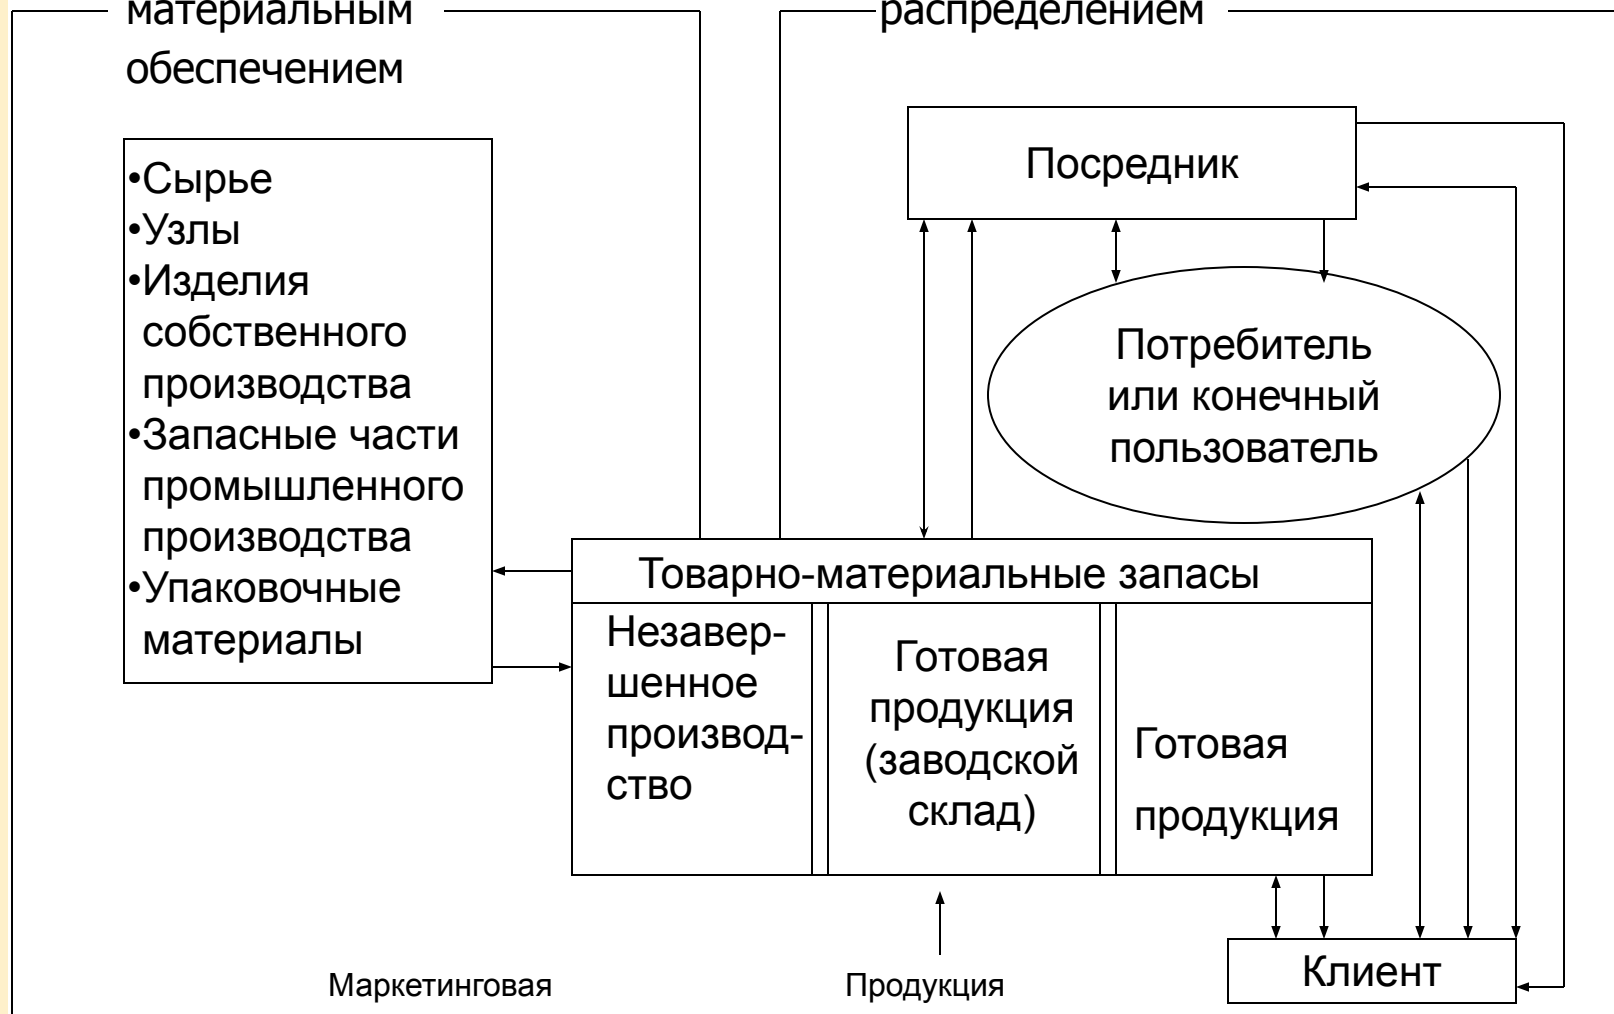 материальным
обеспечением
распределением
•Сырье
•Узлы
•Изделия
собственного
производства
•Запасные части
промышленного
производства
•Упаковочные
материалы
Посредник
Потребитель
или конечный
пользователь
Товарно-материальные запасы
Незавер-
шенное
производ-
ство
Готовая
продукция
(заводской
склад)
Готовая
продукция
Маркетинговая
Продукция
Клиент